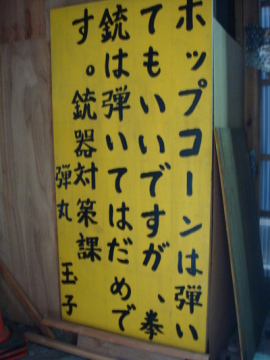 ホップコーンは弾い
てもいいですが、拳
銃は弾いてはだめで
す。銃器対策課
弾丸 玉子